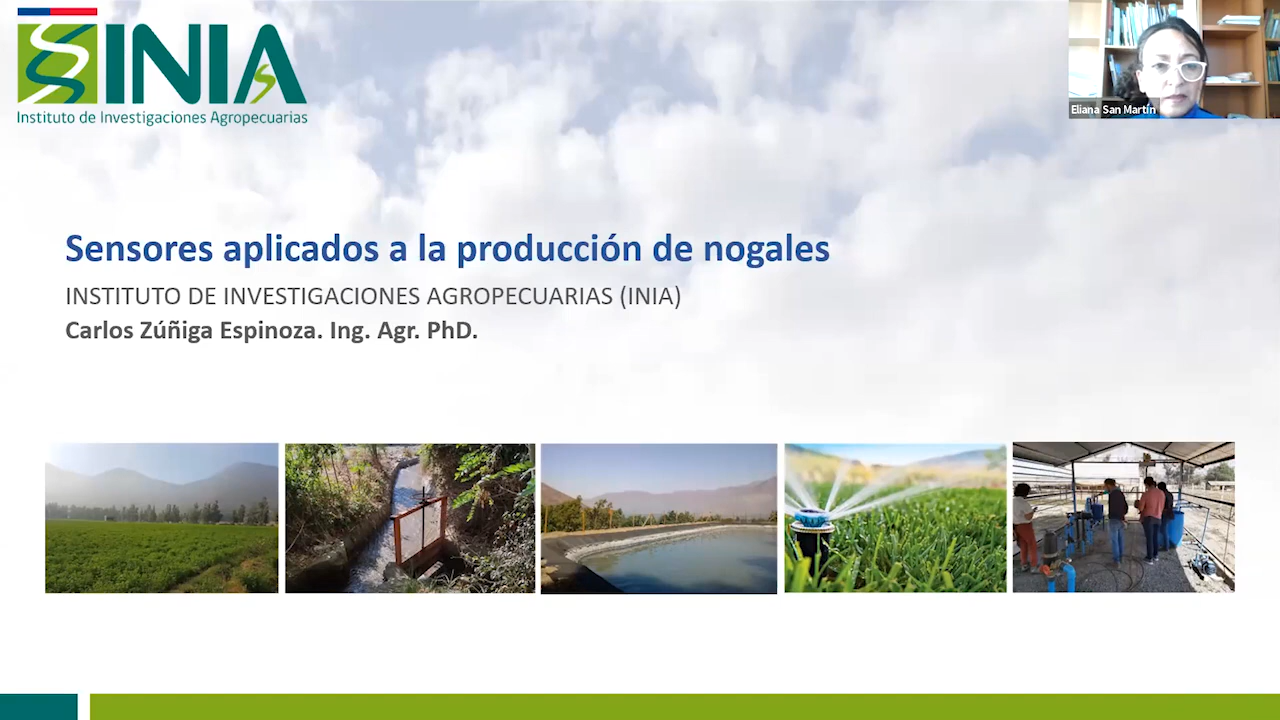 INIA
Instituto de Investigaciones Agropecuarias
Eliana San Martín
Sensores aplicados a la producción de nogales
INSTITUTO DE INVESTIGACIONES AGROPECUARIAS (INIA)
Carlos Zúñiga Espinoza. Ing. Agr. PhD.